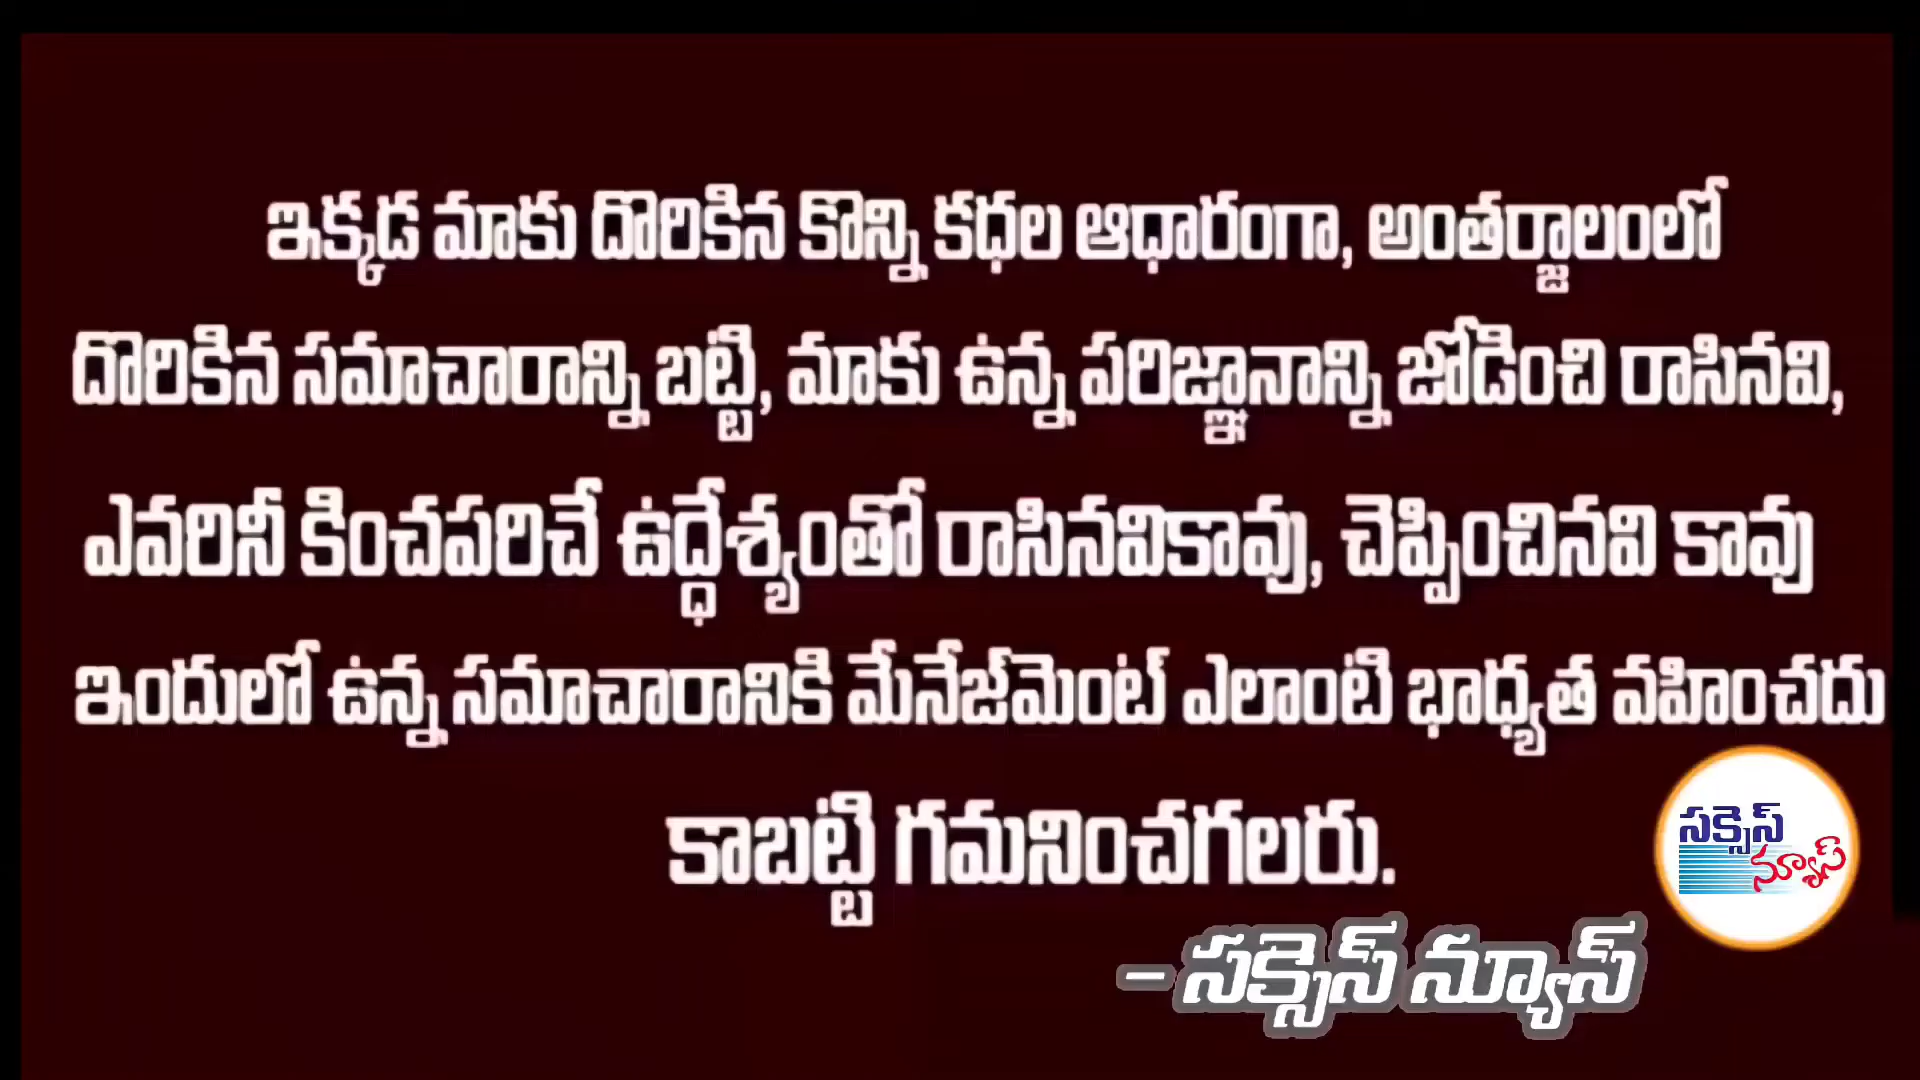 ఇక్కడ మాకు దొరికిన కొన్ని కధల ఆధారంగా, అంతర్జాలంలో
దొరికిన సమాచారాన్ని బట్టి, మాకు ఉన్న పరిజ్ఞానాన్ని జోడించి రాసినవి,
ఎవరినీ కించపరిచే ఉద్ధేశ్యంతో రాసినవికావు, చెప్పించినవి కావు
ఇందులో ఉన్న సమాచారానికి మేనేజ్‌మెంట్ ఎలాంటి భాధ్యత వహించదు
కాబట్టి గమనించగలరు.
సక్సెస్
న్యూస్
- సక్సెస్ న్యూస్